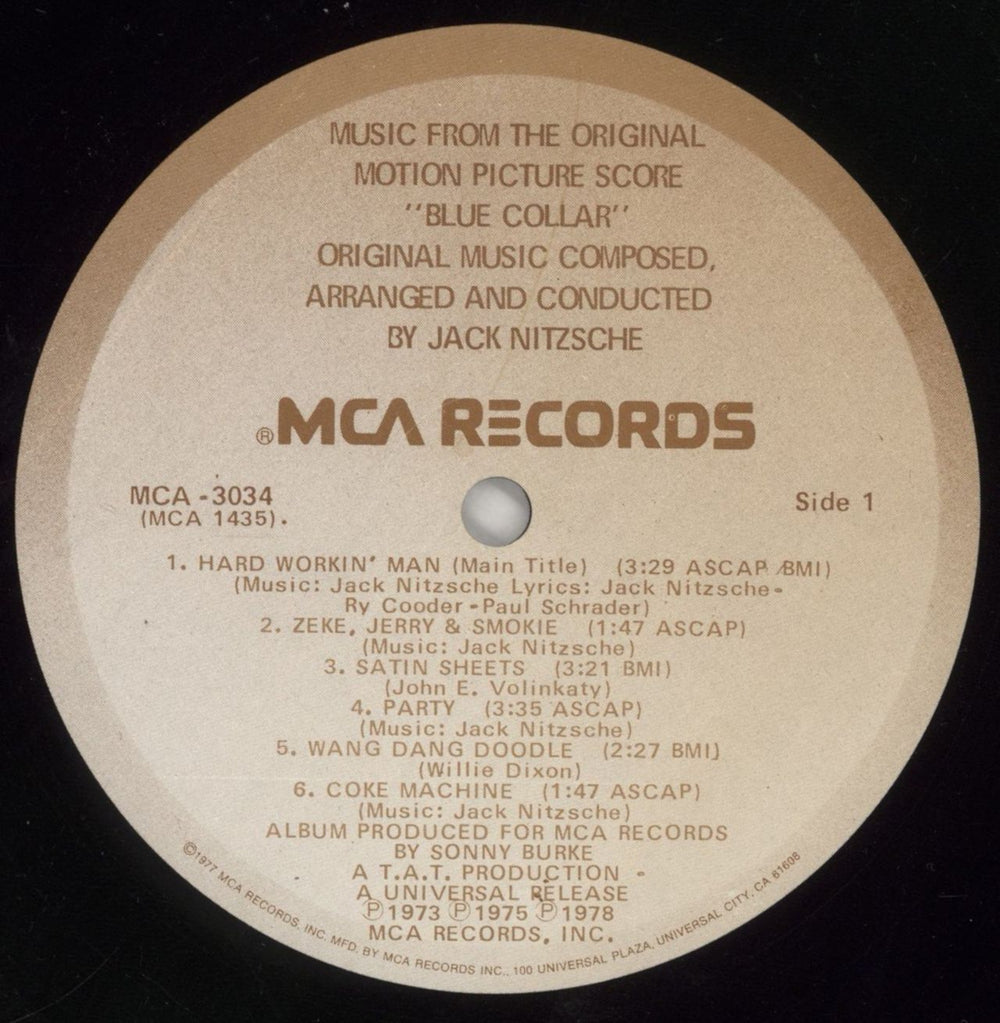 MUSIC FROM THE ORIGINAL
MOTION PICTURE SCORE
"BLUE COLLAR"
ORIGINAL MUSIC COMPOSED,
ARRANGED AND CONDUCTED
BY JACK NITZSCHE
®MCA RECORDS
MCA-3034
(MCA 1435).
Side 1
1. HARD WORKIN' MAN (Main Title) (3:29 ASCAP/BMI)
(Music: Jack Nitzsche Lyrics: Jack Nitzsche-
Ry Cooder-Paul Schrader)
2. ZEKE, JERRY & SMOKIE (1:47 ASCAP)
(Music: Jack Nitzsche)
3. SATIN SHEETS (3:21 BMI)
(John E. Volinkaty)
4. PARTY (3:35 ASCAP)
(Music: Jack Nitzsche)
5. WANG DANG DOODLE (2:27 BMI)
(Willie Dixon)
6. COKE MACHINE (1:47 ASCAP)
(Music: Jack Nitzsche)
ALBUM PRODUCED FOR MCA RECORDS
BY SONNY BURKE
A T.A.T. PRODUCTION
A UNIVERSAL RELEASE
℗1973 ℗1975 ℗1978
MCA RECORDS, INC.
©1977 MCA RECORDS, INC. MFD. BY MCA RECORDS INC., 100 UNIVERSAL PLAZA, UNIVERSAL CITY, CA 81608